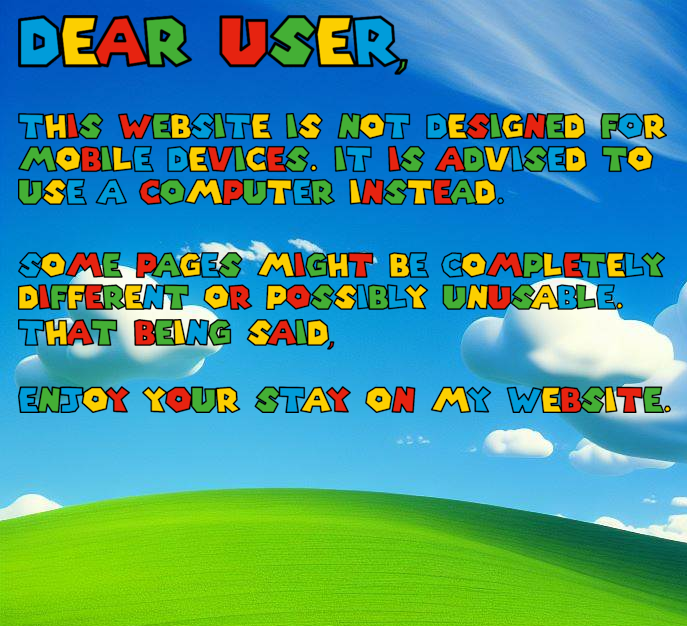 DEAR USER,
THIS WEBSITE IS NOT DESIGNED FOR
MOBILE DEVICES. IT IS ADVISED TO
USE A COMPUTER INSTEAD.
SOME PAGES MIGHT BE COMPLETELY
DIFFERENT OR POSSIBLY UNUSABLE.
THAT BEING SAID,
ENJOY YOUR STAY ON MY WEBSITE.